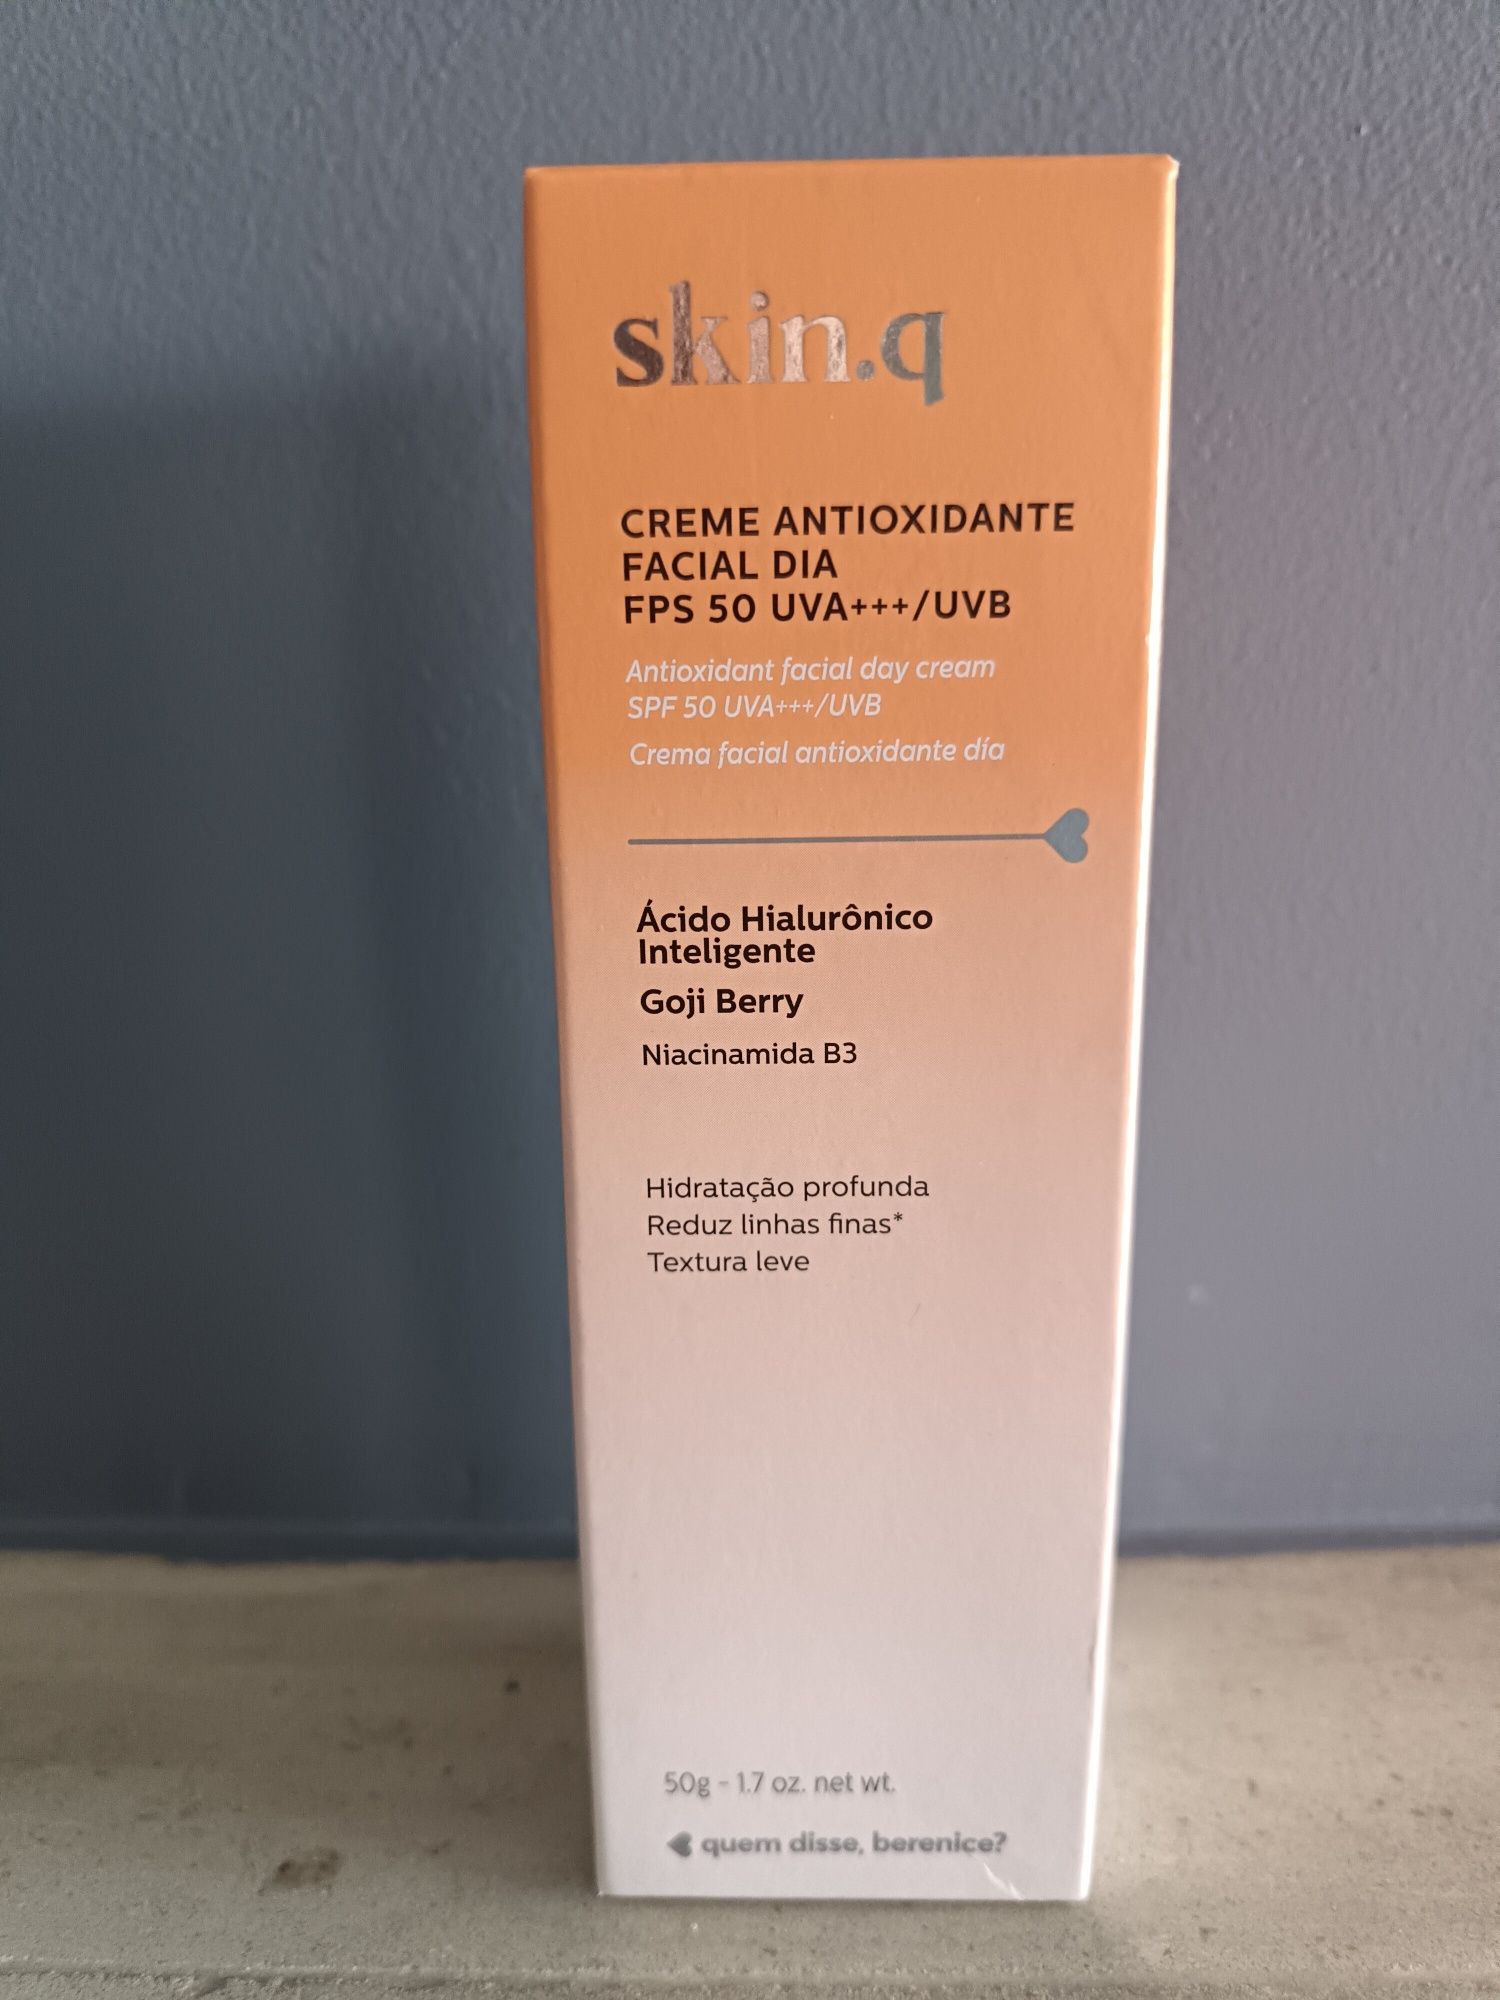 skin.q
CREME ANTIOXIDANTE
FACIAL DIA
FPS 50 UVA+++/UVB
Antioxidant facial day cream
SPF 50 UVA+++/UVB
Crema facial antioxidante día
Ácido Hialurônico
Inteligente
Goji Berry
Niacinamida B3
Hidratação profunda
Reduz linhas finas*
Textura leve
50g - 1.7 oz. net wt.
quem disse, berenice?